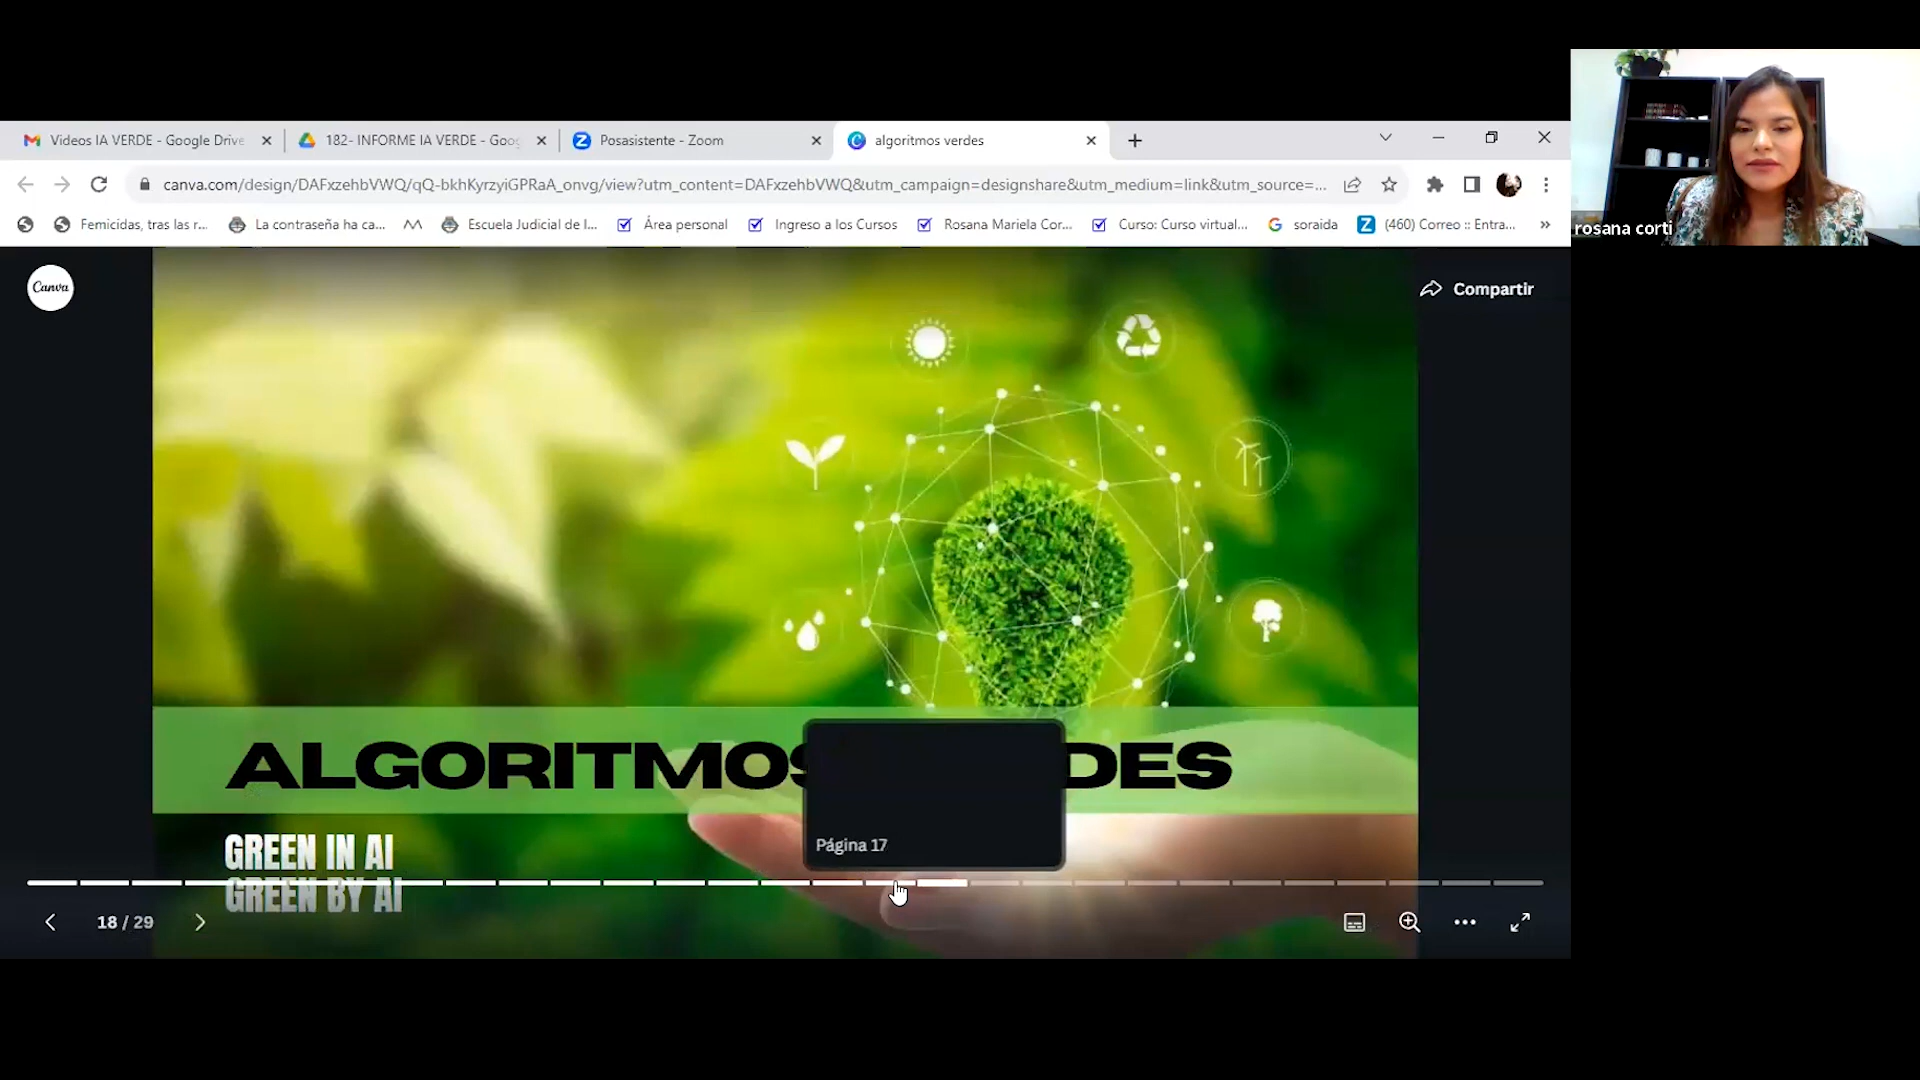 Videos IA VERDE - Google Drive
182- INFORME IA VERDE - Goog
Posasistente - Zoom
algoritmos verdes
canva.com/design/DAFxzehbVWQ/qQ-bkhKyrzyiGPRaA_onvg/view?utm_content=DAFxzehbVWQ&utm_campaign=designshare&utm_medium=link&utm_source=...
Femicidas, tras las r...
La contraseña ha ca...
Escuela Judicial de l...
Área personal
Ingreso a los Cursos
Rosana Mariela Cor...
Curso: Curso virtual...
soraida
(460) Correo :: Entra...
rosana corti
Canva
Compartir
ALGORITMOS DES
Página 17
GREEN IN AI
GREEN BY AI
18 / 29